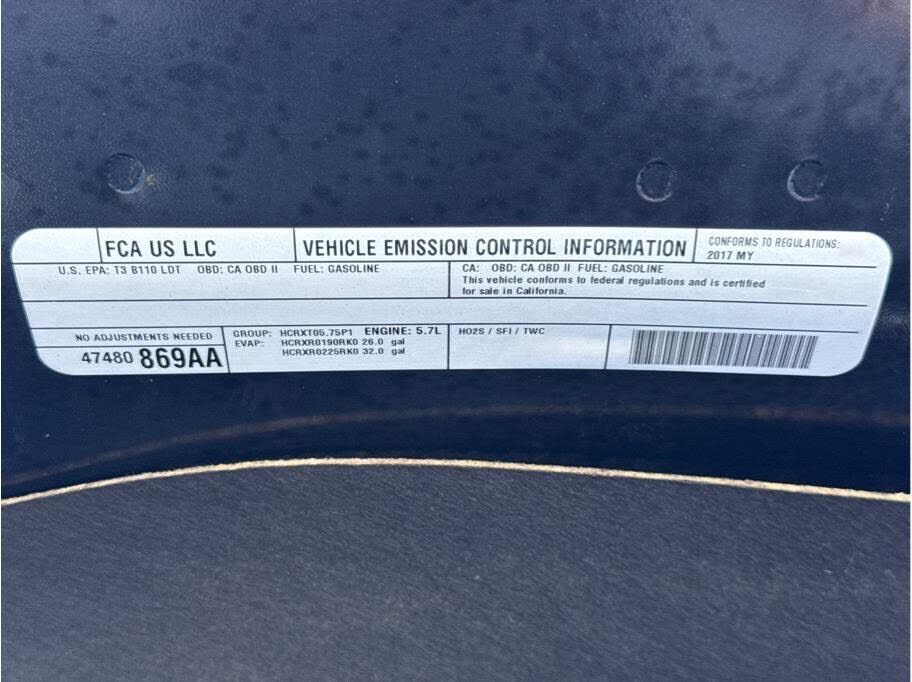 FCA US LLC
VEHICLE EMISSION CONTROL INFORMATION
CONFORMS TO REGULATIONS:
2017 MY
U.S. EPA: T3 B110 LDT OBD: CA OBD II FUEL: GASOLINE
CA: OBD: CA OBD II FUEL: GASOLINE
This vehicle conforms to federal regulations and is certified
for sale in California.
NO ADJUSTMENTS NEEDED
47480 869AA
GROUP: HCRXT05.75P1 ENGINE: 5.7L
EVAP: HCRXR0190RK0 26.0 gal
HCRXR0225RK0 32.0 gal
HO2S / SFI / TWC